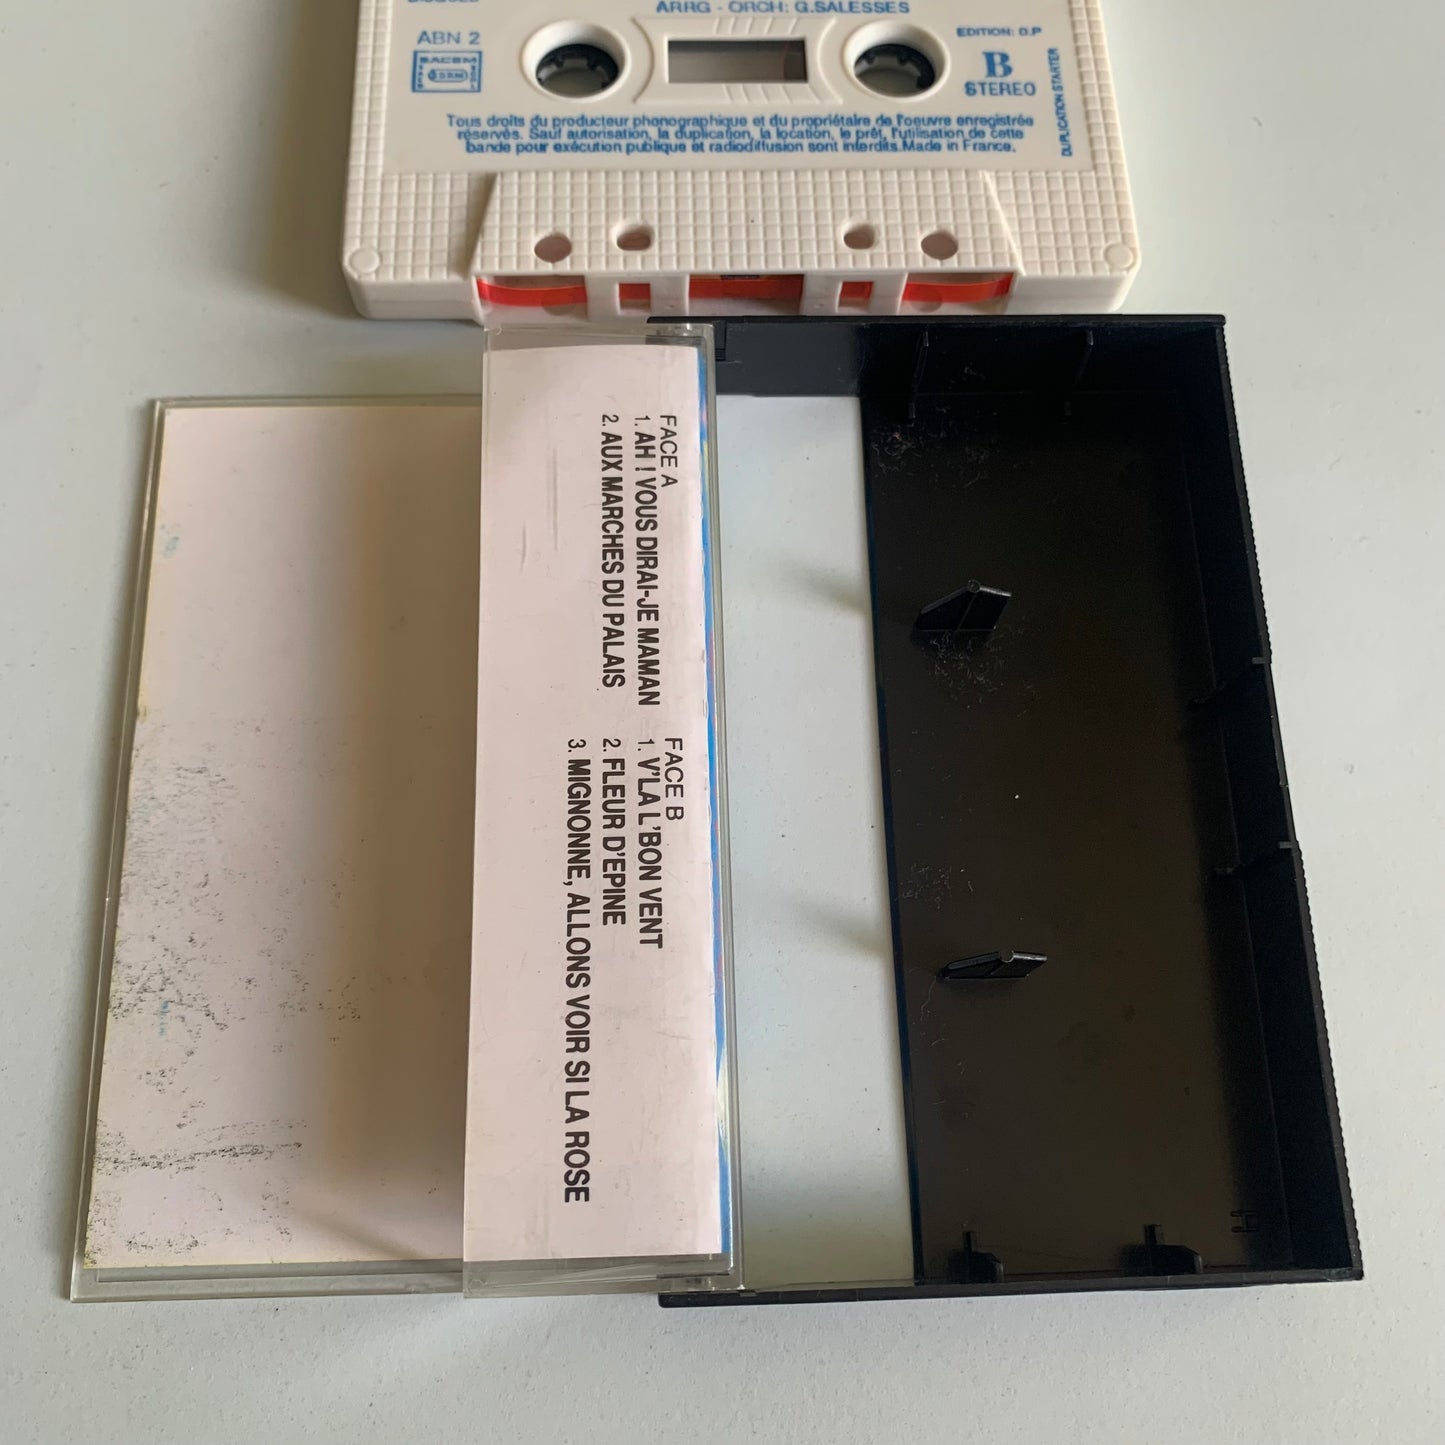 ARRG - ORCH: G.SALESSES
ABN 2
SACEM
SDRM
EDITION: D.P
B
STEREO
DUPLICATION STARTER
Tous droits du producteur phonographique et du propriétaire de l'oeuvre enregistrée
réservés. Sauf autorisation, la duplication, la location, le prêt, l'utilisation de cette
bande pour exécution publique et radiodiffusion sont interdits.Made in France.
FACE A
1. AH ! VOUS DIRAI-JE MAMAN
2. AUX MARCHES DU PALAIS
FACE B
1. V'LA L'BON VENT
2. FLEUR D'EPINE
3. MIGNONNE, ALLONS VOIR SI LA ROSE